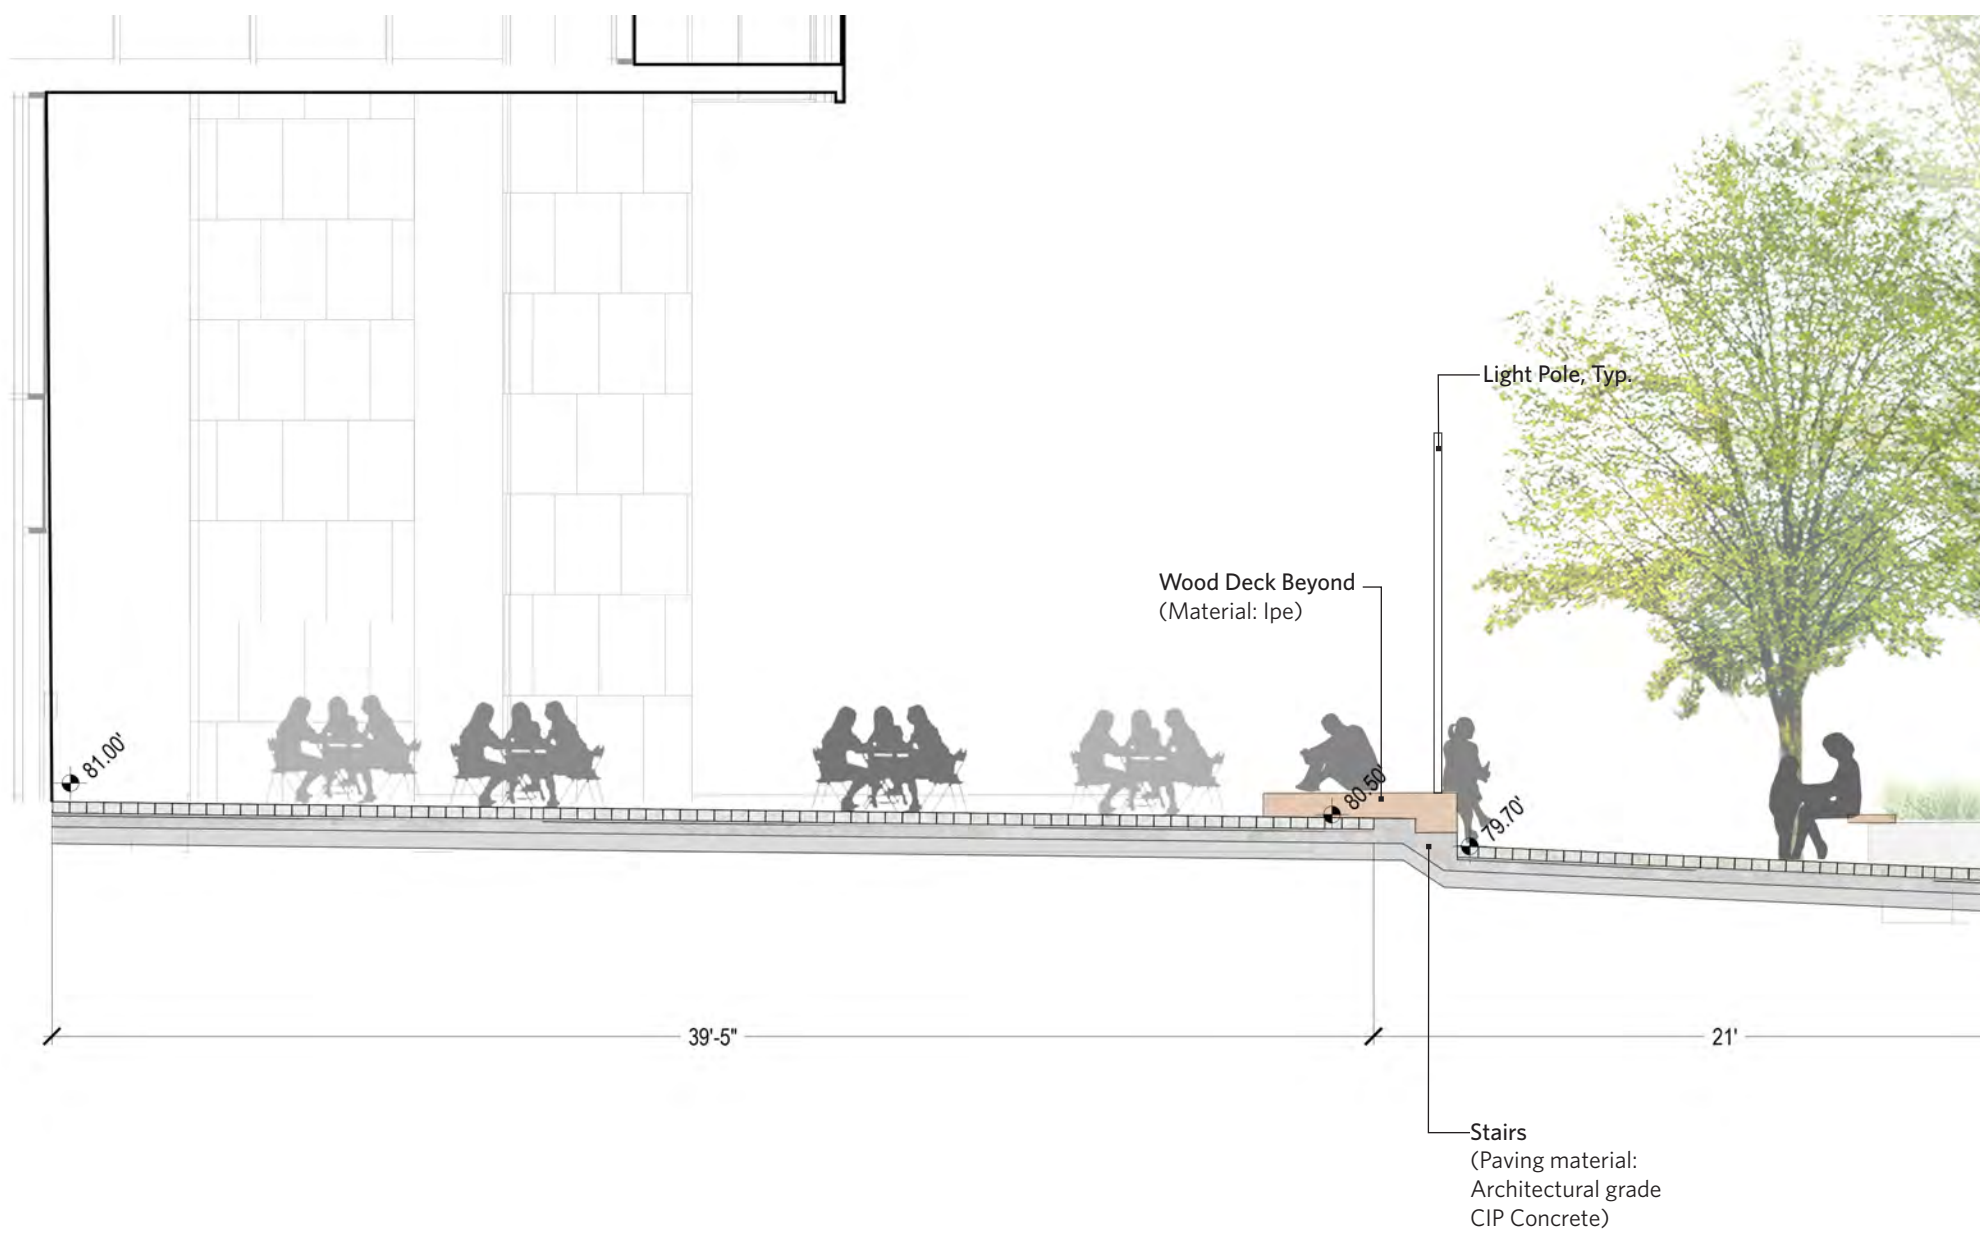 Light Pole, Typ.
Wood Deck Beyond
(Material: Ipe)
81.00'
80.50'
79.70'
39'-5"
21'
Stairs
(Paving material:
Architectural grade
CIP Concrete)